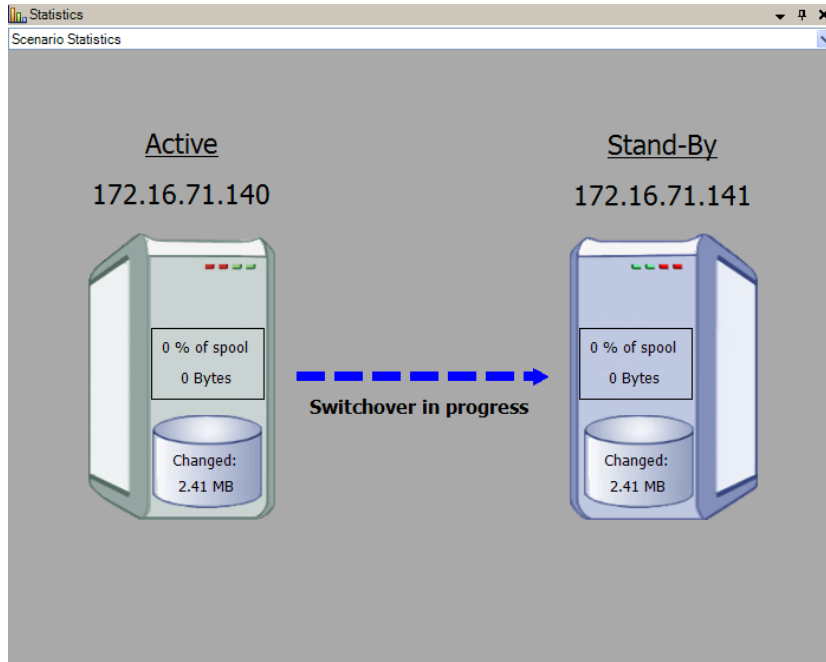 Statistics
Scenario Statistics
Active
172.16.71.140
Stand-By
172.16.71.141
0 % of spool
0 Bytes
Changed:
2.41 MB
Switchover in progress
0 % of spool
0 Bytes
Changed:
2.41 MB